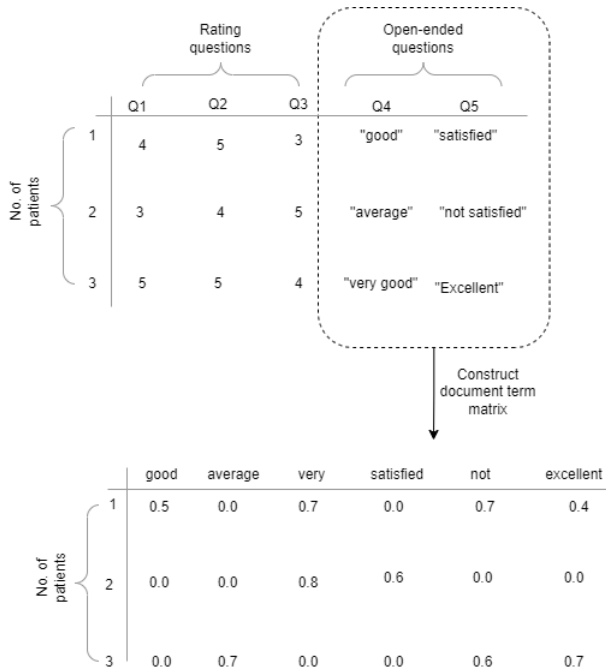 Rating
questions
Open-ended
questions
Q1 Q2 Q3 Q4 Q5
No. of
patients
1 4 5 3 "good" "satisfied"
2 3 4 5 "average" "not satisfied"
3 5 5 4 "very good" "Excellent"
Construct
document term
matrix
good average very satisfied not excellent
No. of
patients
1 0.5 0.0 0.7 0.0 0.7 0.4
2 0.0 0.0 0.8 0.6 0.0 0.0
3 0.0 0.7 0.0 0.0 0.6 0.7